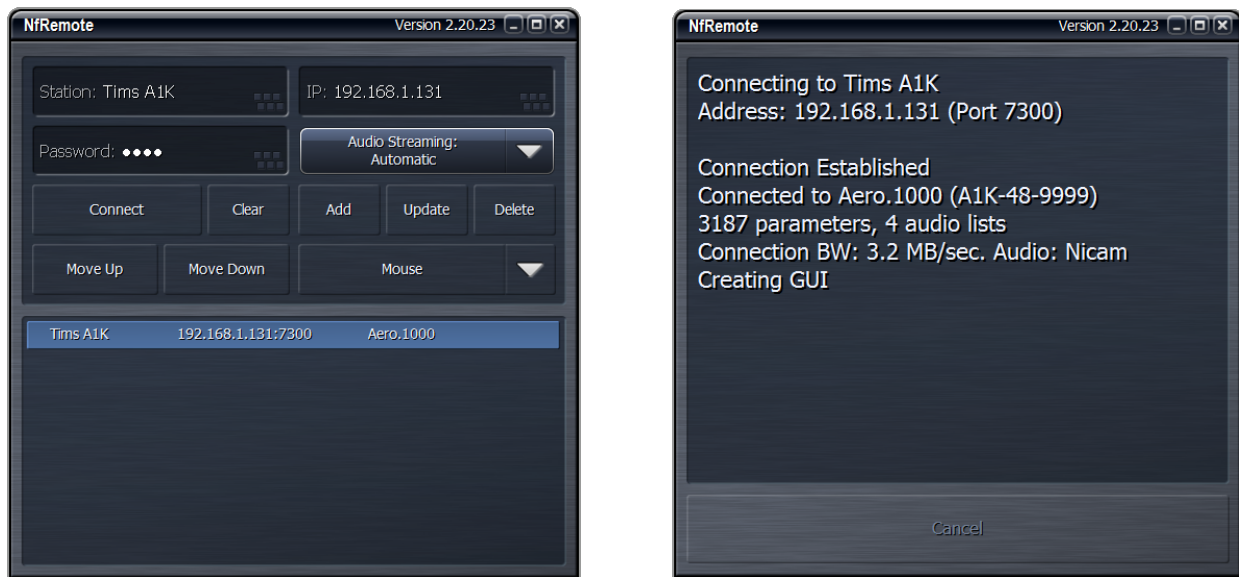 NfRemote Version 2.20.23
Station: Tims A1K IP: 192.168.1.131
Password: ●●●● Audio Streaming:
Automatic
Connect Clear Add Update Delete
Move Up Move Down Mouse
Tims A1K 192.168.1.131:7300 Aero.1000
NfRemote Version 2.20.23
Connecting to Tims A1K
Address: 192.168.1.131 (Port 7300)
Connection Established
Connected to Aero.1000 (A1K-48-9999)
3187 parameters, 4 audio lists
Connection BW: 3.2 MB/sec. Audio: Nicam
Creating GUI
Cancel